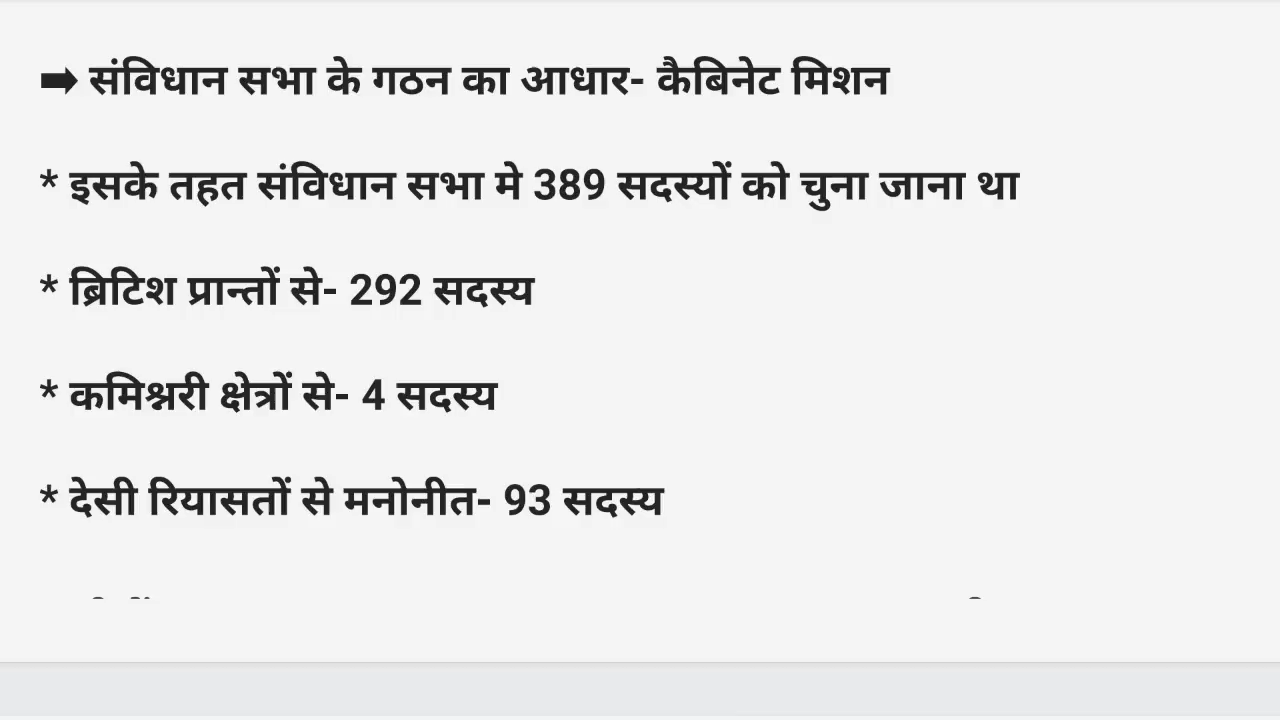 ➡ संविधान सभा के गठन का आधार- कैबिनेट मिशन
* इसके तहत संविधान सभा मे 389 सदस्यों को चुना जाना था
* ब्रिटिश प्रान्तों से- 292 सदस्य
* कमिश्नरी क्षेत्रों से- 4 सदस्य
* देसी रियासतों से मनोनीत- 93 सदस्य